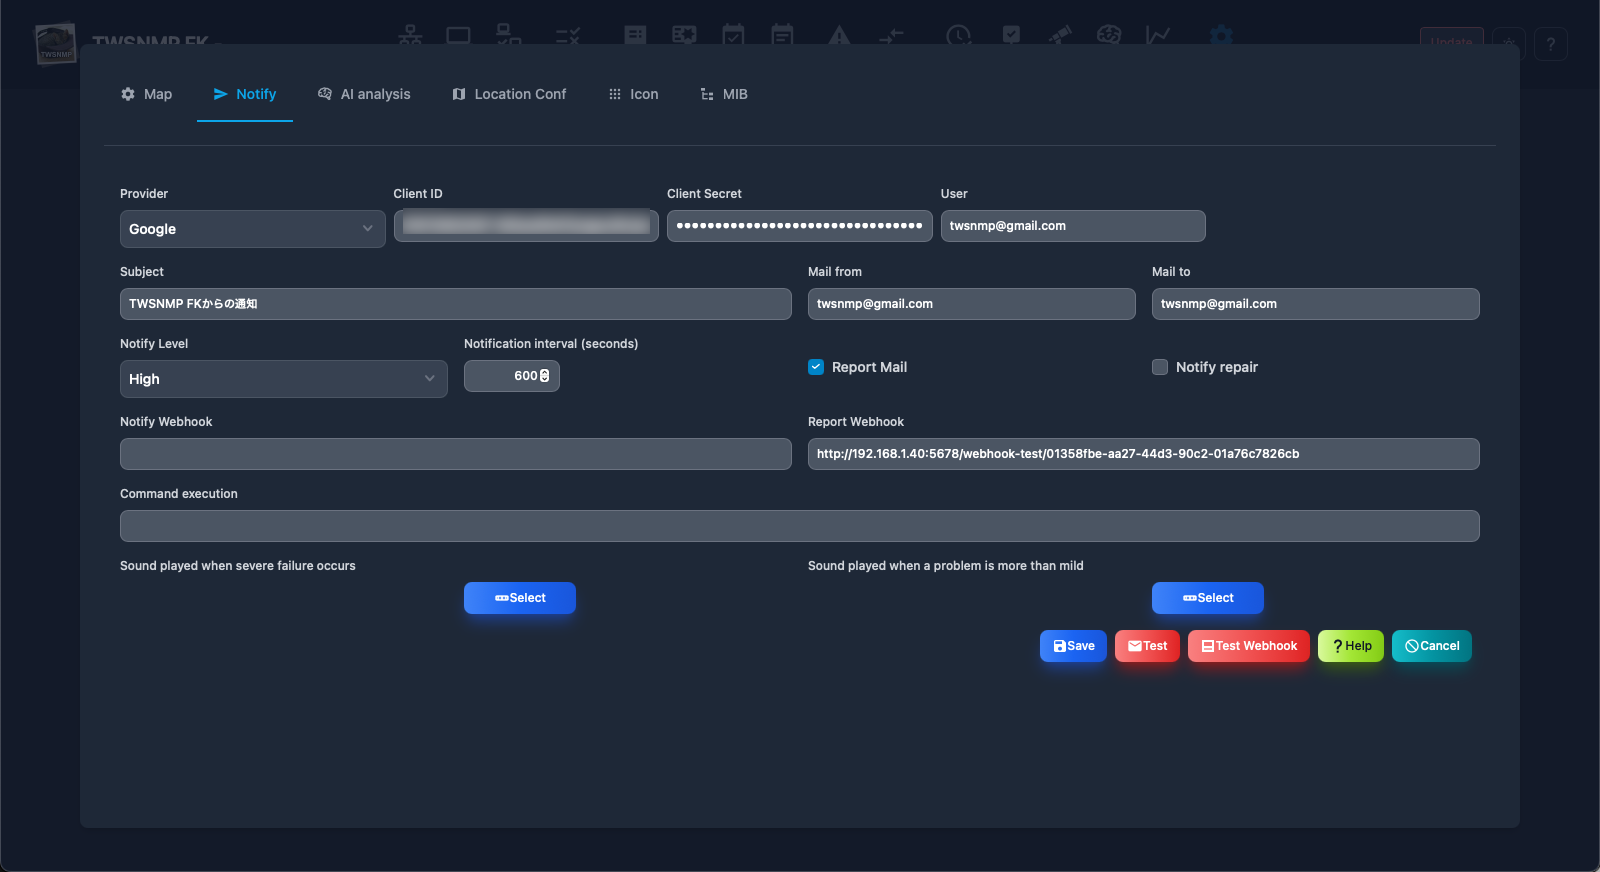 TWSNMP FK
TWSNMP
Update
?
Map
Notify
AI analysis
Location Conf
Icon
MIB
Provider
Client ID
Client Secret
User
Google
twsnmp@gmail.com
Subject
Mail from
Mail to
TWSNMP FKからの通知
twsnmp@gmail.com
twsnmp@gmail.com
Notify Level
Notification interval (seconds)
High
600
Report Mail
Notify repair
Notify Webhook
Report Webhook
http://192.168.1.40:5678/webhook-test/01358fbe-aa27-44d3-90c2-01a76c7826cb
Command execution
Sound played when severe failure occurs
Sound played when a problem is more than mild
Select
Select
Save
Test
Test Webhook
? Help
Cancel